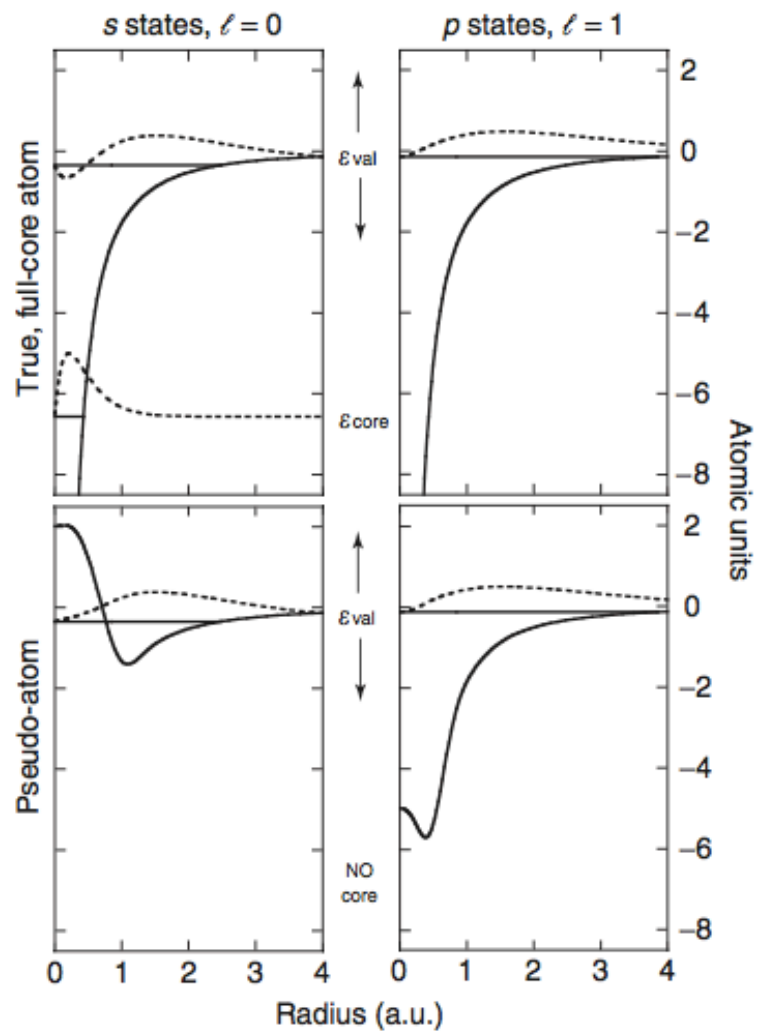 s states, ℓ = 0
p states, ℓ = 1
True, full-core atom
ε val
ε core
2
0
−2
−4
−6
−8
Atomic units
Pseudo-atom
ε val
NO
core
2
0
−2
−4
−6
−8
0 1 2 3 4
0 1 2 3 4
Radius (a.u.)